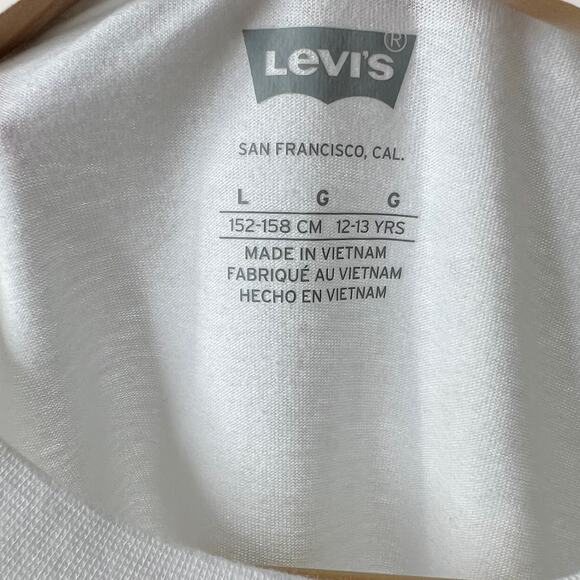 LEVI'S®
SAN FRANCISCO, CAL.
L G G
152-158 CM 12-13 YRS
MADE IN VIETNAM
FABRIQUÉ AU VIETNAM
HECHO EN VIETNAM